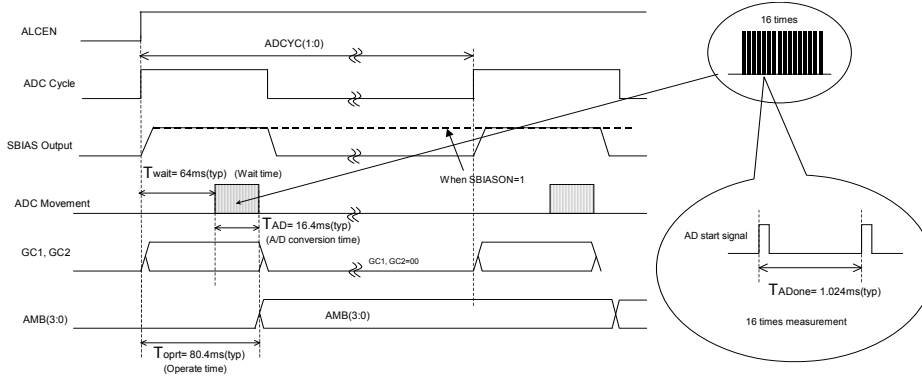 ALCEN
ADCYC(1:0)
16 times
ADC Cycle
SBIAS Output
Twait= 64ms(typ) (Wait time)
When SBIASON=1
ADC Movement
TAD= 16.4ms(typ)
(A/D conversion time)
AD start signal
GC1, GC2
GC1, GC2=00
TADone= 1.024ms(typ)
AMB(3:0)
AMB(3:0)
16 times measurement
Toprt= 80.4ms(typ)
(Operate time)